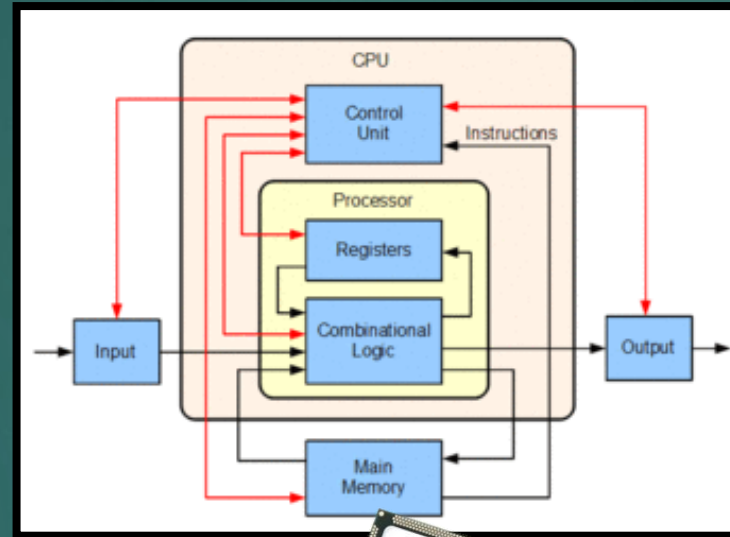 CPU
Control
Unit
Instructions
Processor
Registers
Combinational
Logic
Input
Output
Main
Memory